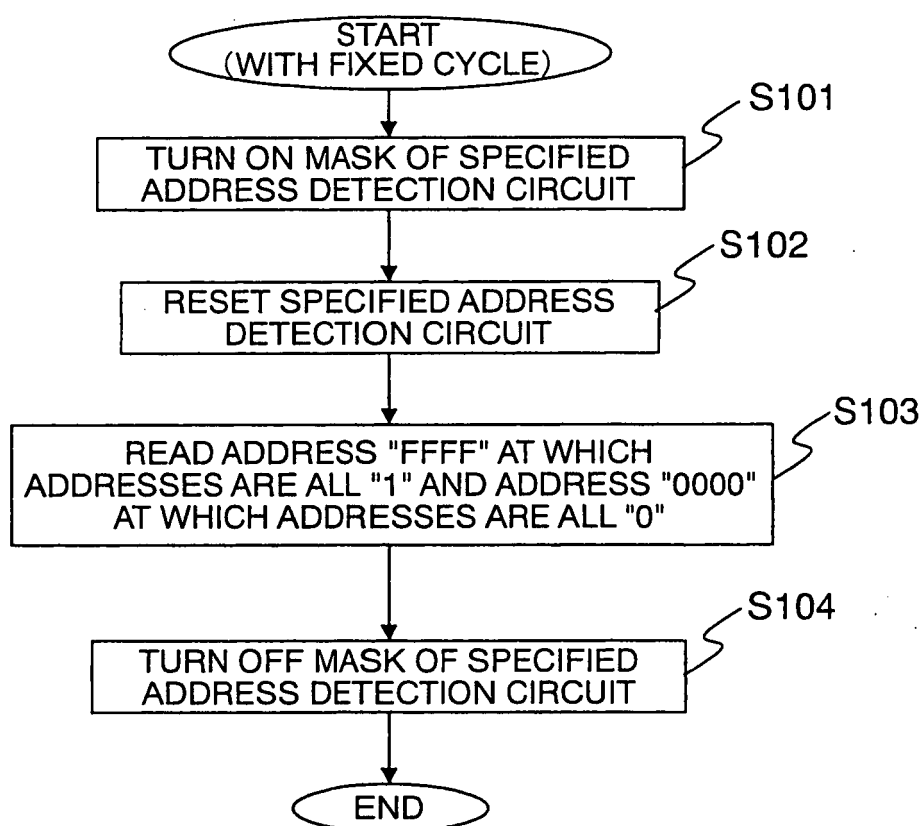 START
(WITH FIXED CYCLE)
S101
TURN ON MASK OF SPECIFIED
ADDRESS DETECTION CIRCUIT
S102
RESET SPECIFIED ADDRESS
DETECTION CIRCUIT
S103
READ ADDRESS "FFFF" AT WHICH
ADDRESSES ARE ALL "1" AND ADDRESS "0000"
AT WHICH ADDRESSES ARE ALL "0"
S104
TURN OFF MASK OF SPECIFIED
ADDRESS DETECTION CIRCUIT
END